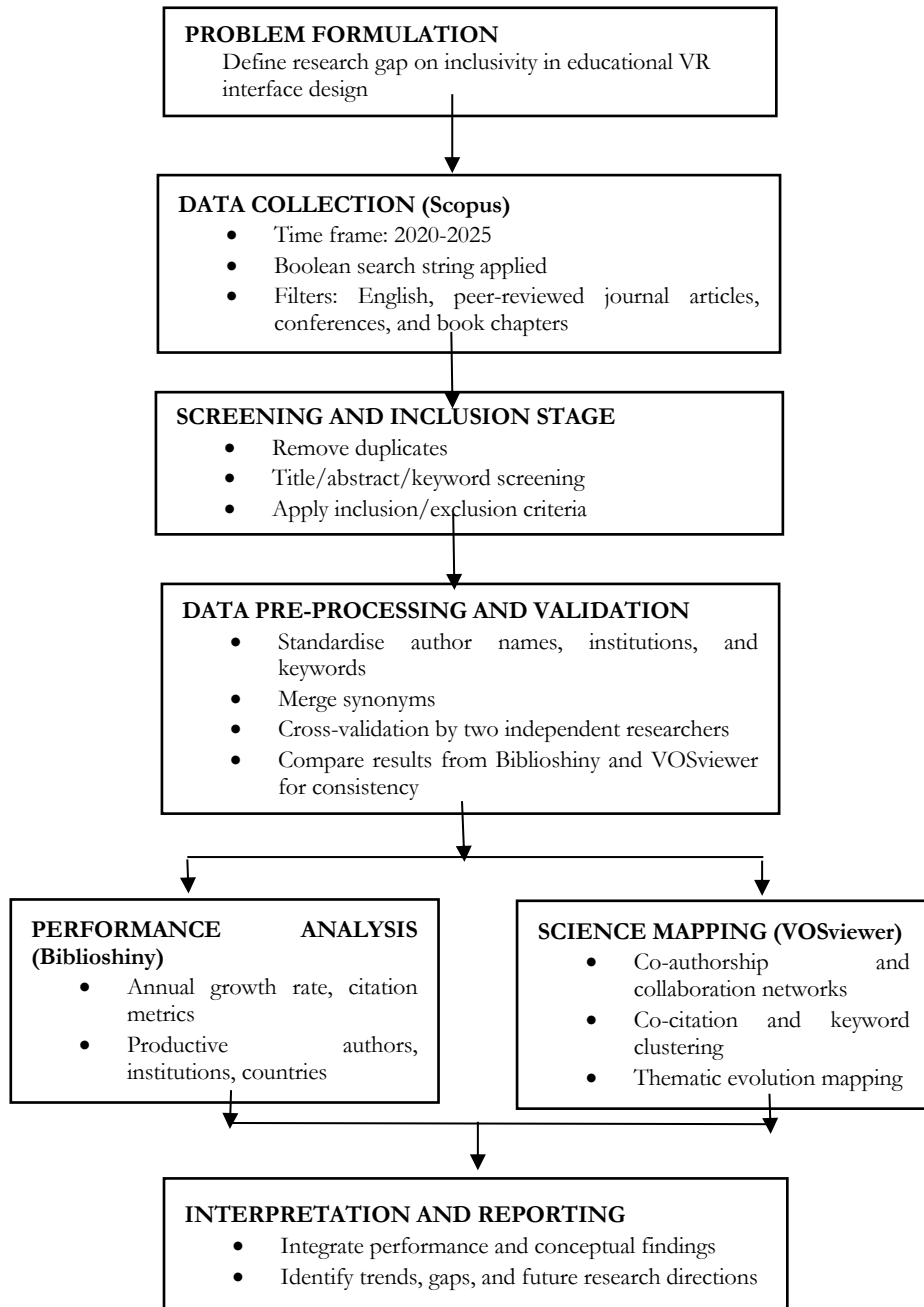 PROBLEM FORMULATION
Define research gap on inclusivity in educational VR
interface design
DATA COLLECTION (Scopus)
• Time frame: 2020-2025
• Boolean search string applied
• Filters: English, peer-reviewed journal articles,
conferences, and book chapters
SCREENING AND INCLUSION STAGE
• Remove duplicates
• Title/abstract/keyword screening
• Apply inclusion/exclusion criteria
DATA PRE-PROCESSING AND VALIDATION
• Standardise author names, institutions, and
keywords
• Merge synonyms
• Cross-validation by two independent researchers
• Compare results from Biblioshiny and VOSviewer
for consistency
PERFORMANCE ANALYSIS
(Biblioshiny)
• Annual growth rate, citation
metrics
• Productive authors,
institutions, countries
SCIENCE MAPPING (VOSviewer)
• Co-authorship and
collaboration networks
• Co-citation and keyword
clustering
• Thematic evolution mapping
INTERPRETATION AND REPORTING
• Integrate performance and conceptual findings
• Identify trends, gaps, and future research directions